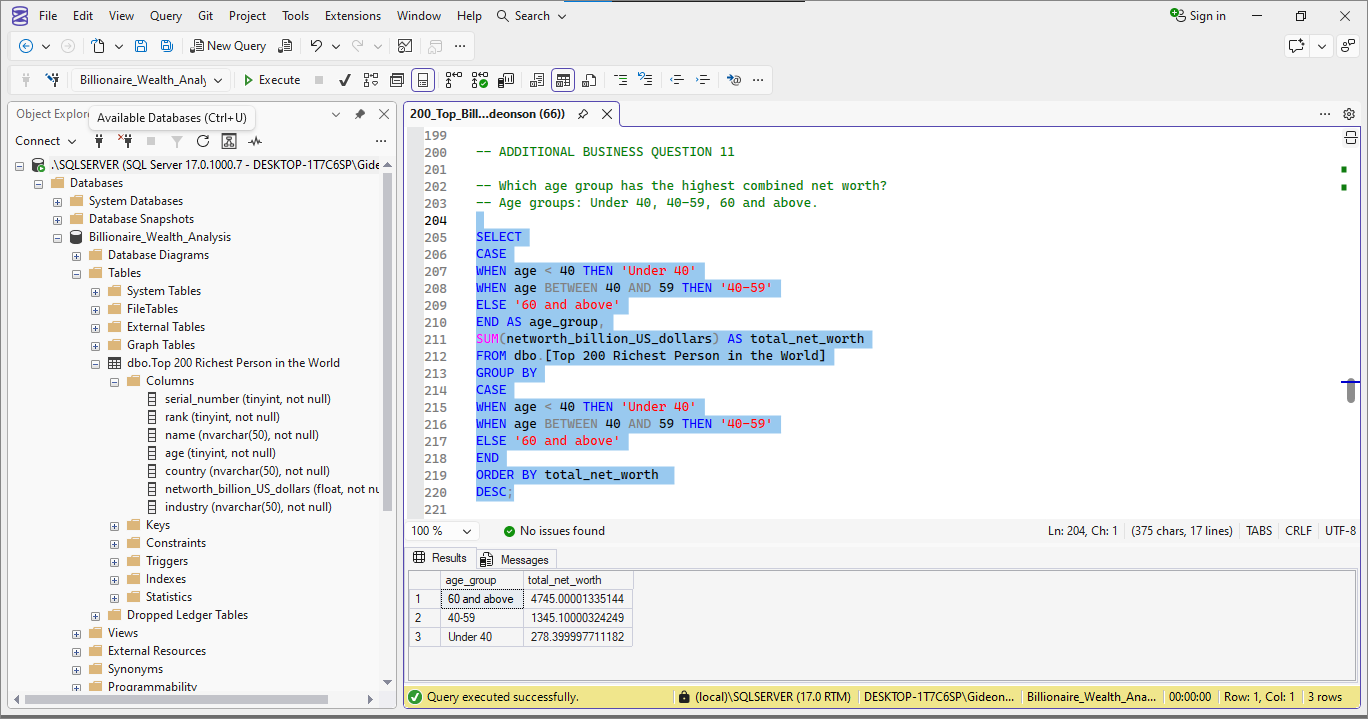 File Edit View Query Git Project Tools Extensions Window Help Search Sign in
New Query
Billionaire_Wealth_Analy Execute
Object Explore
Available Databases (Ctrl+U)
200_Top_Bill...deonson (66))
Connect
.\SQLSERVER (SQL Server 17.0.1000.7 - DESKTOP-1T7C6SP\Gide
Databases
System Databases
Database Snapshots
Billionaire_Wealth_Analysis
Database Diagrams
Tables
System Tables
FileTables
External Tables
Graph Tables
dbo.Top 200 Richest Person in the World
Columns
serial_number (tinyint, not null)
rank (tinyint, not null)
name (nvarchar(50), not null)
age (tinyint, not null)
country (nvarchar(50), not null)
networth_billion_US_dollars (float, not nu
industry (nvarchar(50), not null)
Keys
Constraints
Triggers
Indexes
Statistics
Dropped Ledger Tables
Views
External Resources
Synonyms
Programmability
199
200 -- ADDITIONAL BUSINESS QUESTION 11
201
202 -- Which age group has the highest combined net worth?
203 -- Age groups: Under 40, 40-59, 60 and above.
204
205 SELECT
206 CASE
207 WHEN age < 40 THEN 'Under 40'
208 WHEN age BETWEEN 40 AND 59 THEN '40-59'
209 ELSE '60 and above'
210 END AS age_group,
211 SUM(networth_billion_US_dollars) AS total_net_worth
212 FROM dbo.[Top 200 Richest Person in the World]
213 GROUP BY
214 CASE
215 WHEN age < 40 THEN 'Under 40'
216 WHEN age BETWEEN 40 AND 59 THEN '40-59'
217 ELSE '60 and above'
218 END
219 ORDER BY total_net_worth
220 DESC;
221
100 % No issues found Ln: 204, Ch: 1 (375 chars, 17 lines) TABS CRLF UTF-8
Results Messages
age_group total_net_worth
1 60 and above 4745.00001335144
2 40-59 1345.10000324249
3 Under 40 278.399997711182
Query executed successfully. (local)\SQLSERVER (17.0 RTM) DESKTOP-1T7C6SP\Gideon... Billionaire_Wealth_Ana... 00:00:00 Row: 1, Col: 1 3 rows